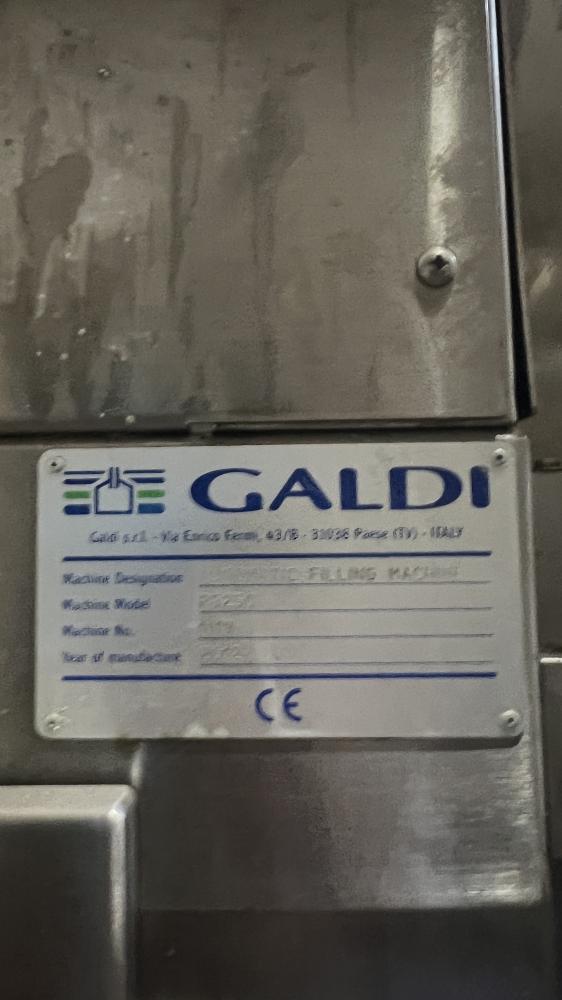 GALDI
Galdi s.r.l. - Via Enrico Fermi, 43/B - 31038 Paese (TV) - ITALY
Machine Designation AUTOMATIC FILLING MACHINE
Machine Model
Machine No.
Year of manufacture
CE